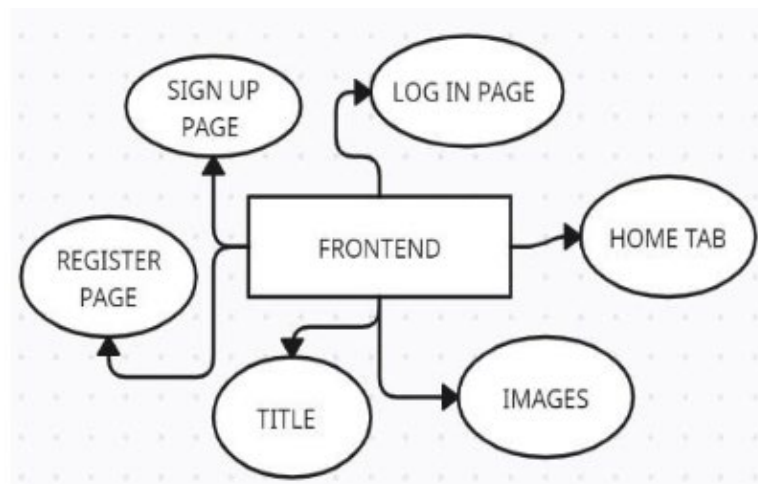 SIGN UP
PAGE
LOG IN PAGE
REGISTER
PAGE
FRONTEND
HOME TAB
TITLE
IMAGES